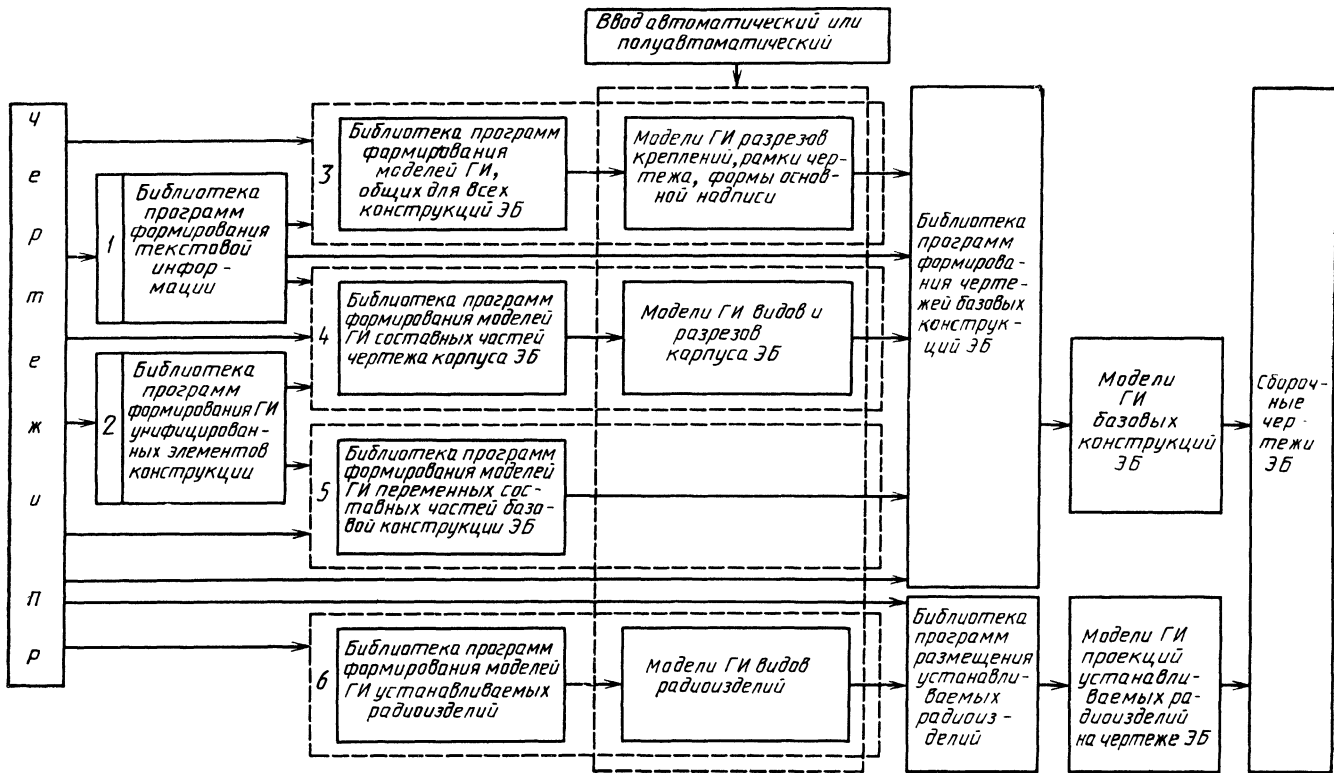 Ввод автоматический или
полуавтоматический
Ч
е
р
т
е
ж
и
П
р
1
Библиотека
программ
формирования
текстовой
инфор-
мации
2
Библиотека
программ
формирования ГИ
унифицирован-
ных элементов
конструкции
3
Библиотека программ
формирования
моделей ГИ,
общих для всех
конструкций ЭБ
Модели ГИ разрезов
креплений, рамки чер-
тежа, формы основ-
ной надписи
4
Библиотека программ
формирования моделей
ГИ составных частей
чертежа корпуса ЭБ
Модели ГИ видов и
разрезов
корпуса ЭБ
5
Библиотека программ
формирования моделей
ГИ переменных сос-
тавных частей базо-
вой конструкции ЭБ
6
Библиотека программ
формирования моделей
ГИ устанавливаемых
радиоизделий
Модели ГИ видов
радиоизделий
Библиотека
программ
формирова-
ния черте-
жей базовых
конструк-
ций ЭБ
Библиотека
программ
размещения
устанавли-
ваемых
радиоиз-
делий
Модели
ГИ
базовых
конструкций
ЭБ
Модели ГИ
проекций
устанавли-
ваемых ра-
диоизделий
на чертеже ЭБ
Сбороч-
ные
чер-
тежи
ЭБ